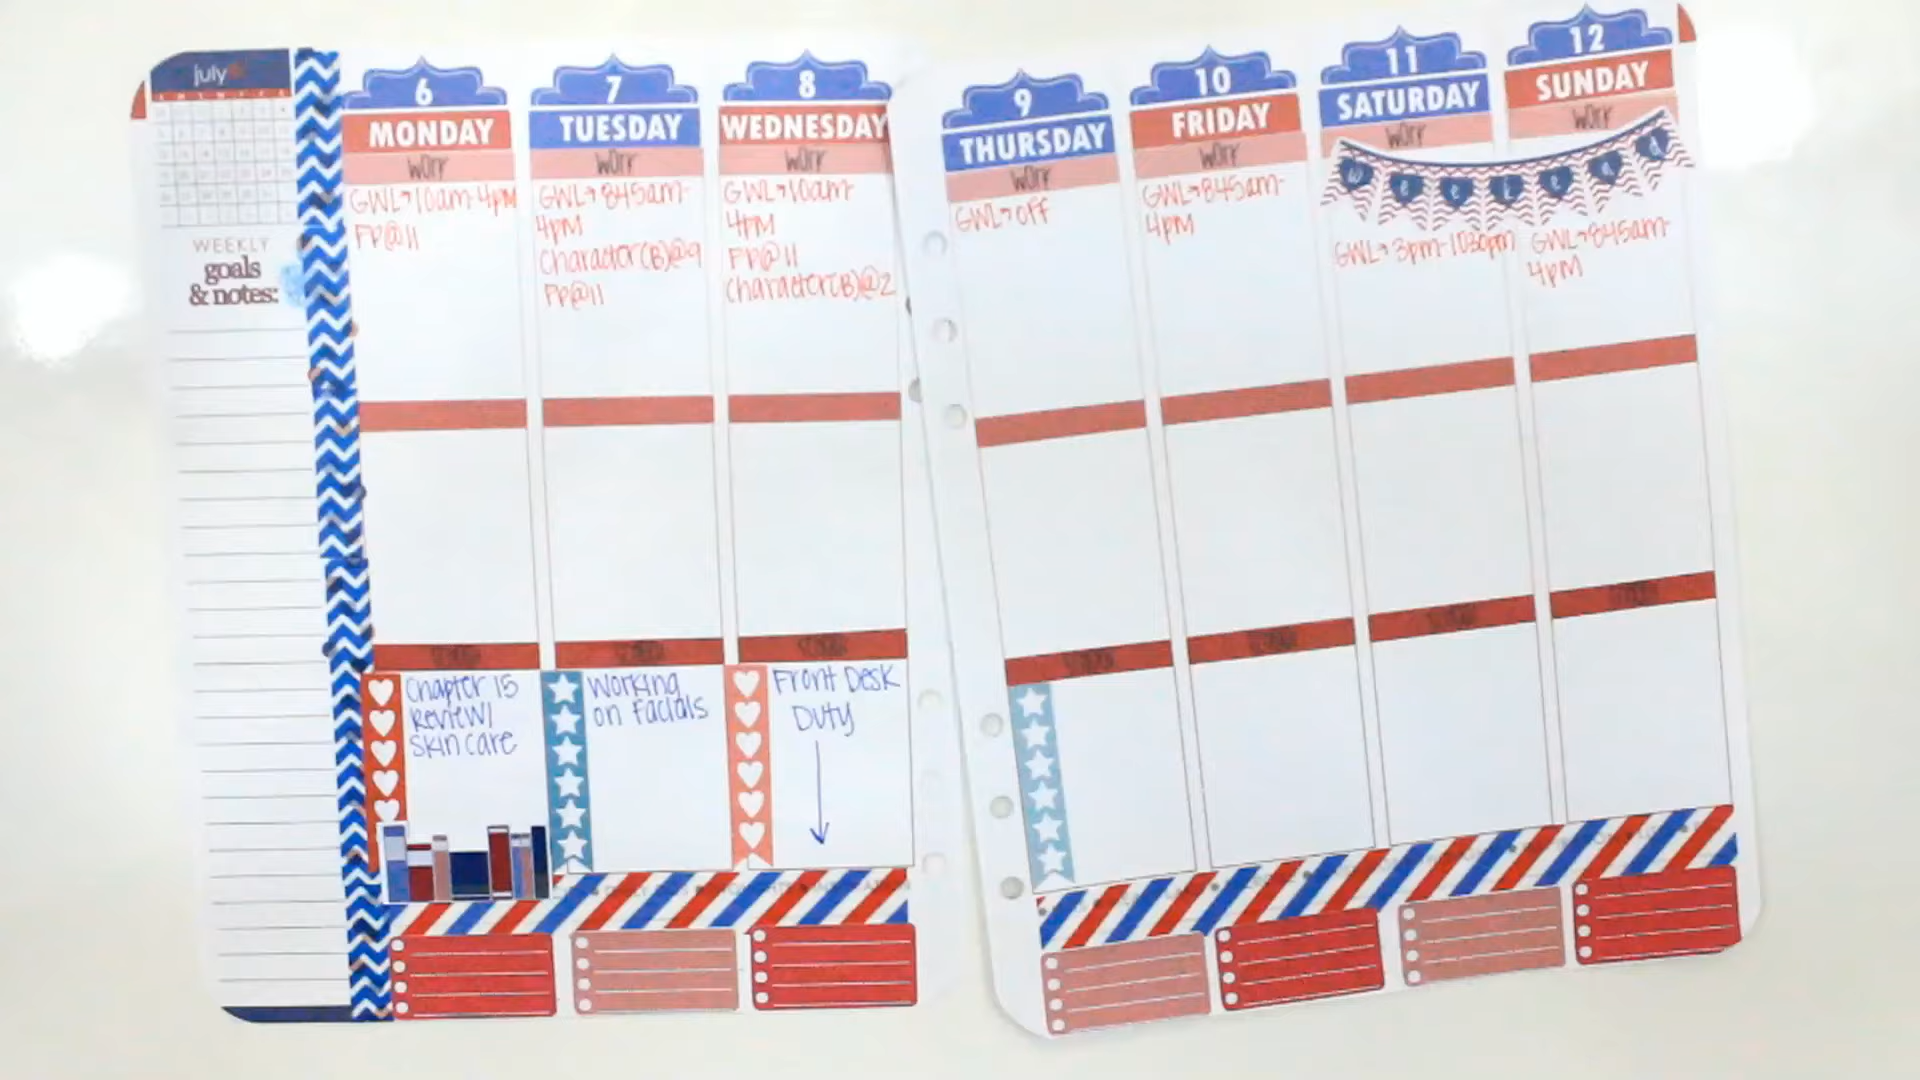 july
WEEKLY
goals
& notes:
6
MONDAY
WORK
GWL→10am-4pm
FP@11
7
TUESDAY
WORK
GWL→845am-
4pm
Character(B)@9
FP@11
8
WEDNESDAY
WORK
GWL→10am-
4pm
FP@11
Character(B)@2
9
THURSDAY
WORK
GWL→off
10
FRIDAY
WORK
GWL→845am-
4pm
11
SATURDAY
WORK
12
SUNDAY
WORK
weekend
GWL→3pm-1030pm
GWL→845am-
4pm
Chapter 15
Review/
Skin care
Working
on Facials
Front Desk
Duty